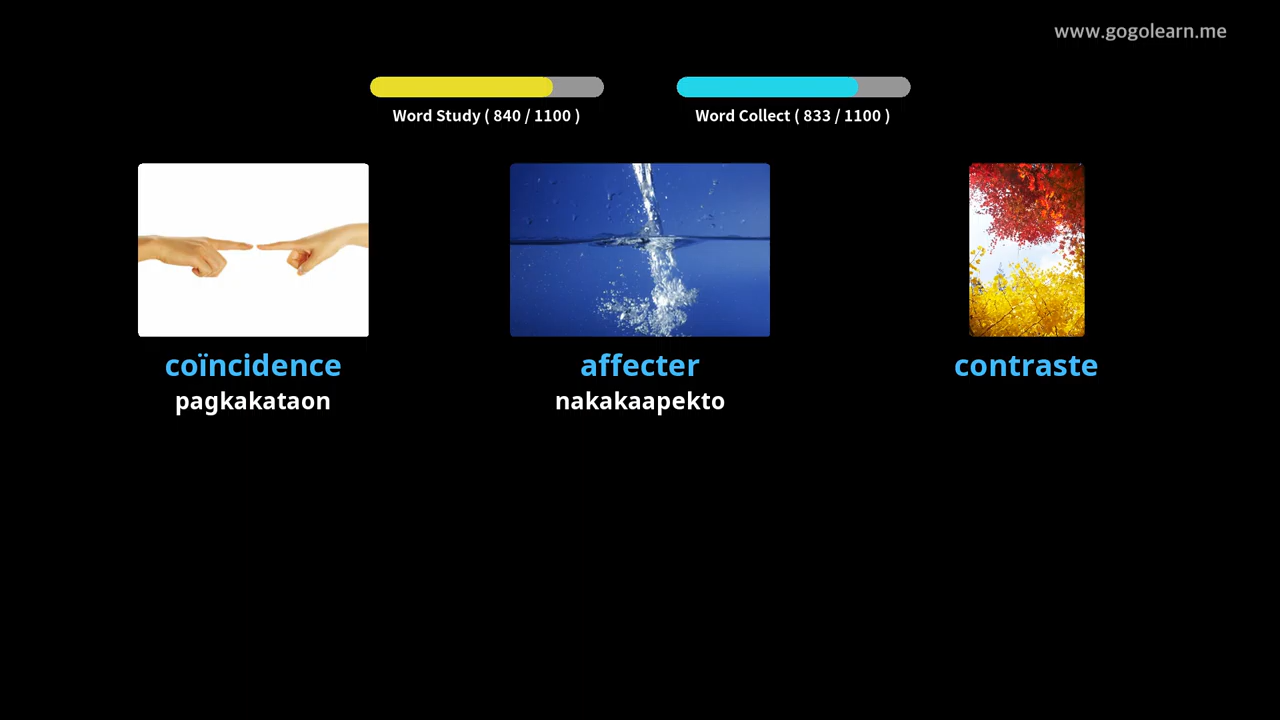 www.gogolearn.me
Word Study ( 840 / 1100 )
Word Collect ( 833 / 1100 )
coïncidence
pagkakataon
affecter
nakakaapekto
contraste